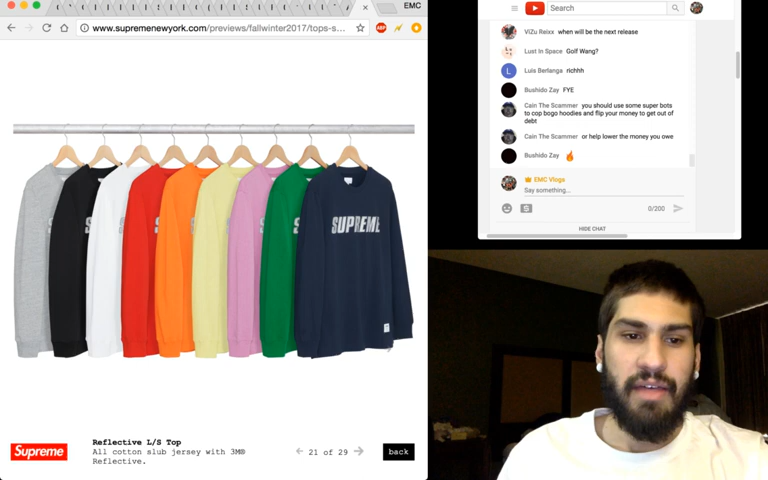 EMC
www.supremenewyork.com/previews/fallwinter2017/tops-s...
ABP
SUPREME
Supreme
Reflective L/S Top
All cotton slub jersey with 3M®
Reflective.
21 of 29
back
Search
ViZu Reixx when will be the next release
Lust In Space Golf Wang?
L
Luis Berlanga richhh
Bushido Zay FYE
Cain The Scammer you should use some super bots
to cop bogo hoodies and flip your money to get out of
debt
Cain The Scammer or help lower the money you owe
Bushido Zay
EMC Vlogs
Say something...
0/200
HIDE CHAT